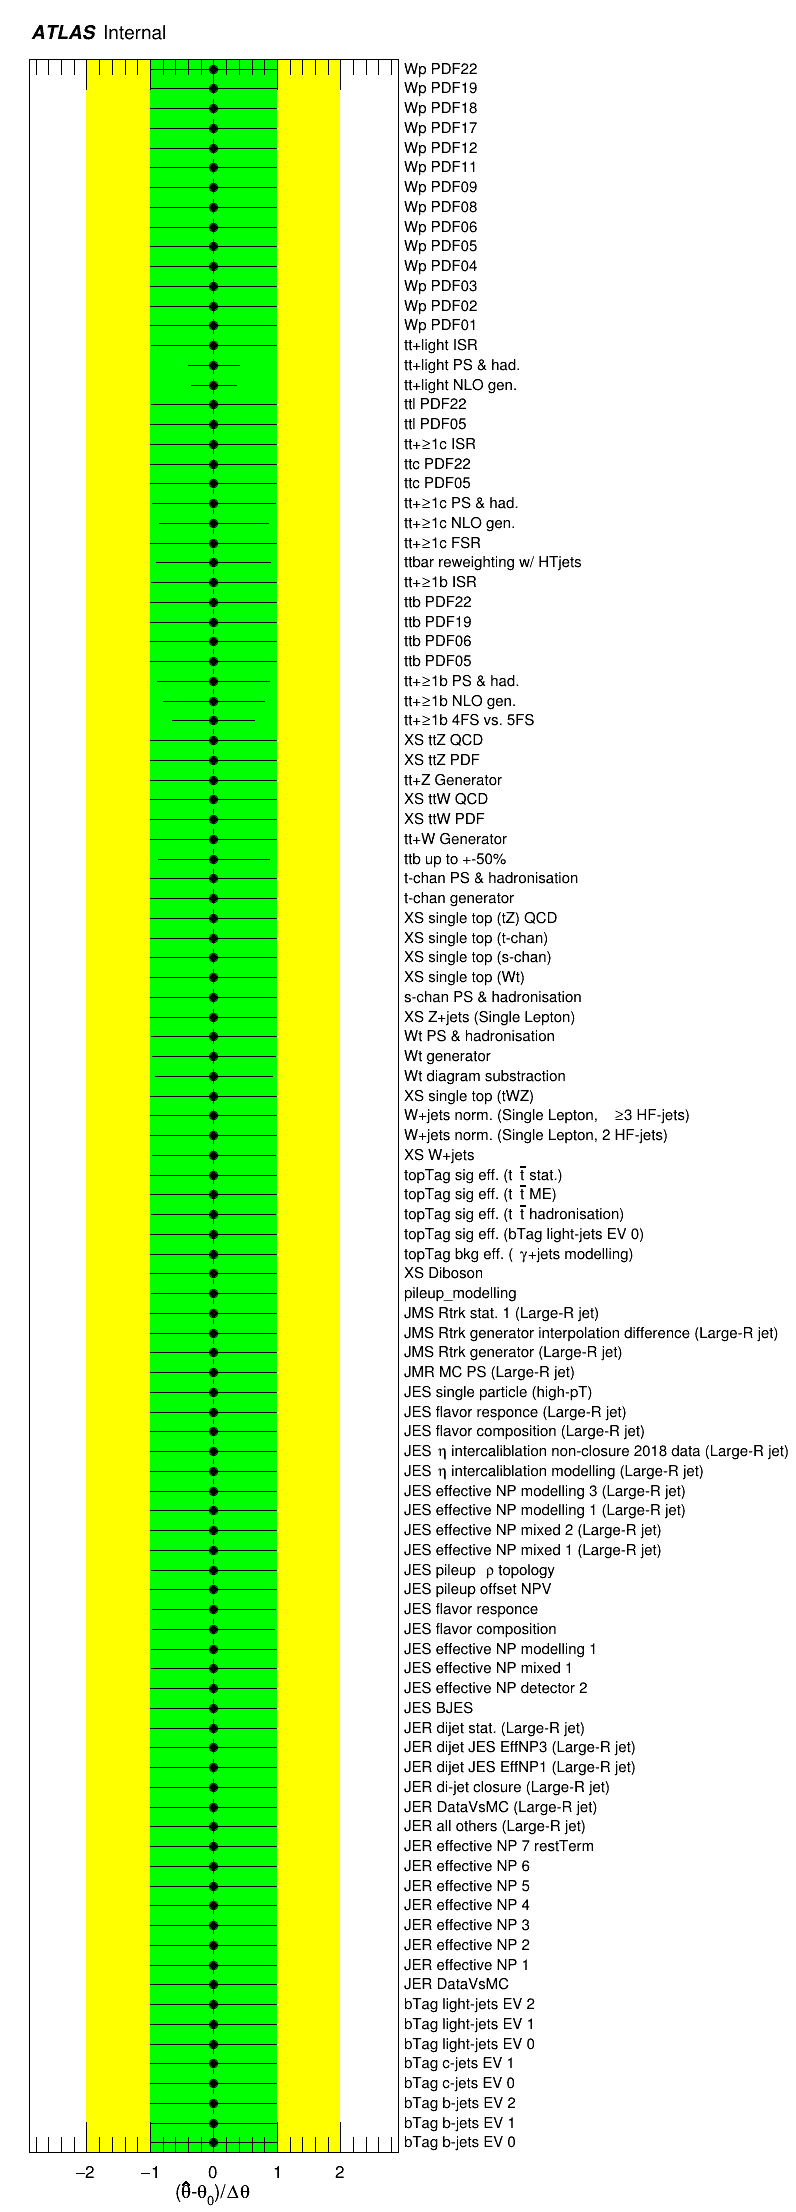 ATLAS Internal
Wp PDF22
Wp PDF19
Wp PDF18
Wp PDF17
Wp PDF12
Wp PDF11
Wp PDF09
Wp PDF08
Wp PDF06
Wp PDF05
Wp PDF04
Wp PDF03
Wp PDF02
Wp PDF01
tt+light ISR
tt+light PS & had.
tt+light NLO gen.
ttl PDF22
ttl PDF05
tt+≥1c ISR
ttc PDF22
ttc PDF05
tt+≥1c PS & had.
tt+≥1c NLO gen.
tt+≥1c FSR
ttbar reweighting w/ HTjets
tt+≥1b ISR
ttb PDF22
ttb PDF19
ttb PDF06
ttb PDF05
tt+≥1b PS & had.
tt+≥1b NLO gen.
tt+≥1b 4FS vs. 5FS
XS ttZ QCD
XS ttZ PDF
tt+Z Generator
XS ttW QCD
XS ttW PDF
tt+W Generator
ttb up to +-50%
t-chan PS & hadronisation
t-chan generator
XS single top (tZ) QCD
XS single top (t-chan)
XS single top (s-chan)
XS single top (Wt)
s-chan PS & hadronisation
XS Z+jets (Single Lepton)
Wt PS & hadronisation
Wt generator
Wt diagram substraction
XS single top (tWZ)
W+jets norm. (Single Lepton, ≥3 HF-jets)
W+jets norm. (Single Lepton, 2 HF-jets)
XS W+jets
topTag sig eff. (t t̄ stat.)
topTag sig eff. (t t̄ ME)
topTag sig eff. (t t̄ hadronisation)
topTag sig eff. (bTag light-jets EV 0)
topTag bkg eff. ( γ+jets modelling)
XS Diboson
pileup_modelling
JMS Rtrk stat. 1 (Large-R jet)
JMS Rtrk generator interpolation difference (Large-R jet)
JMS Rtrk generator (Large-R jet)
JMR MC PS (Large-R jet)
JES single particle (high-pT)
JES flavor responce (Large-R jet)
JES flavor composition (Large-R jet)
JES η intercaliblation non-closure 2018 data (Large-R jet)
JES η intercaliblation modelling (Large-R jet)
JES effective NP modelling 3 (Large-R jet)
JES effective NP modelling 1 (Large-R jet)
JES effective NP mixed 2 (Large-R jet)
JES effective NP mixed 1 (Large-R jet)
JES pileup ρ topology
JES pileup offset NPV
JES flavor responce
JES flavor composition
JES effective NP modelling 1
JES effective NP mixed 1
JES effective NP detector 2
JES BJES
JER dijet stat. (Large-R jet)
JER dijet JES EffNP3 (Large-R jet)
JER dijet JES EffNP1 (Large-R jet)
JER di-jet closure (Large-R jet)
JER DataVsMC (Large-R jet)
JER all others (Large-R jet)
JER effective NP 7 restTerm
JER effective NP 6
JER effective NP 5
JER effective NP 4
JER effective NP 3
JER effective NP 2
JER effective NP 1
JER DataVsMC
bTag light-jets EV 2
bTag light-jets EV 1
bTag light-jets EV 0
bTag c-jets EV 1
bTag c-jets EV 0
bTag b-jets EV 2
bTag b-jets EV 1
bTag b-jets EV 0
−2 −1 0 1 2
(θ̂-θ₀)/Δθ